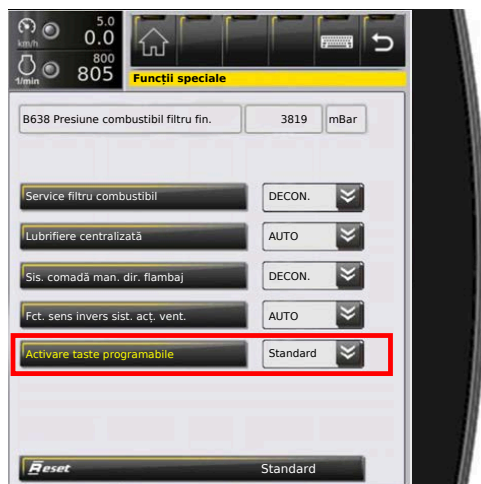 5.0
km/h 0.0
800
1/min 805
Funcții speciale
B638 Presiune combustibil filtru fin. 3819 mBar
Service filtru combustibil DECON.
Lubrifiere centralizată AUTO
Sis. comadă man. dir. flambaj DECON.
Fct. sens invers sist. acț. vent. AUTO
Activare taste programabile Standard
Reset Standard